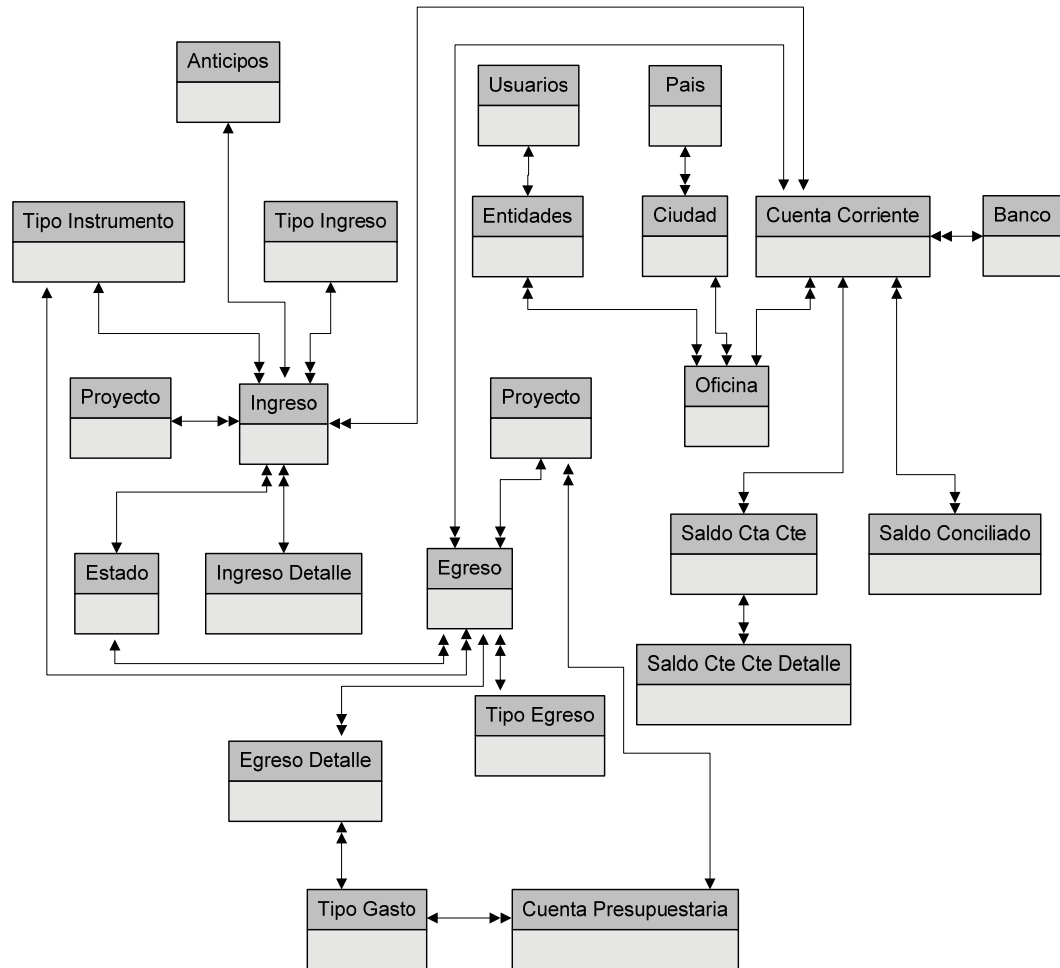 Anticipos
Usuarios
Pais
Tipo Instrumento
Tipo Ingreso
Entidades
Ciudad
Cuenta Corriente
Banco
Proyecto
Ingreso
Proyecto
Oficina
Estado
Ingreso Detalle
Egreso
Saldo Cta Cte
Saldo Conciliado
Saldo Cte Cte Detalle
Tipo Egreso
Egreso Detalle
Tipo Gasto
Cuenta Presupuestaria